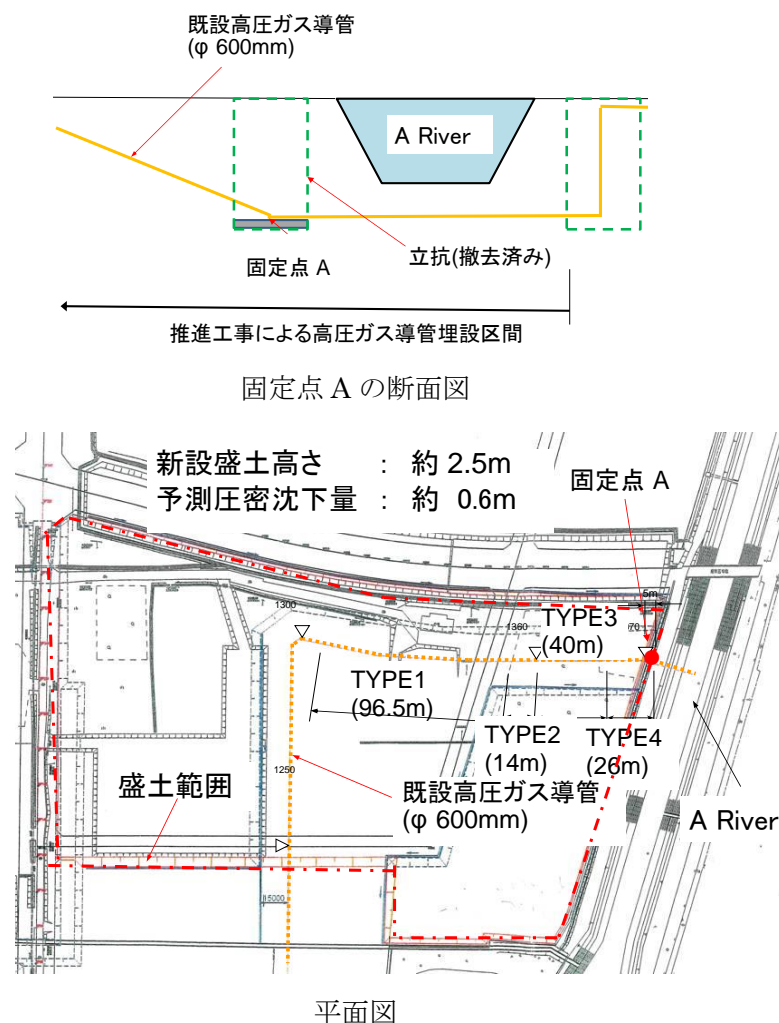 既設高圧ガス導管
(φ 600mm)
A River
固定点 A
立抗(撤去済み)
推進工事による高圧ガス導管埋設区間
固定点 A の断面図
新設盛土高さ : 約 2.5m
予測圧密沈下量 : 約 0.6m
固定点 A
5m
1300
1360
70
TYPE3
(40m)
TYPE1
(96.5m)
TYPE2
(14m)
TYPE4
(26m)
1250
盛土範囲
既設高圧ガス導管
(φ 600mm)
A River
15000
平面図